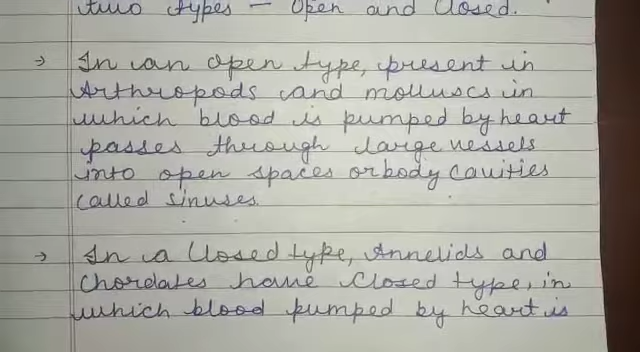 two types - Open and Closed.
→ In an open type, present in
Arthropods and molluscs in
which blood is pumped by heart
passes through large vessels
into open spaces or body cavities
called sinuses.
→ In a Closed type, Annelids and
Chordates have closed type, in
which blood pumped by heart is